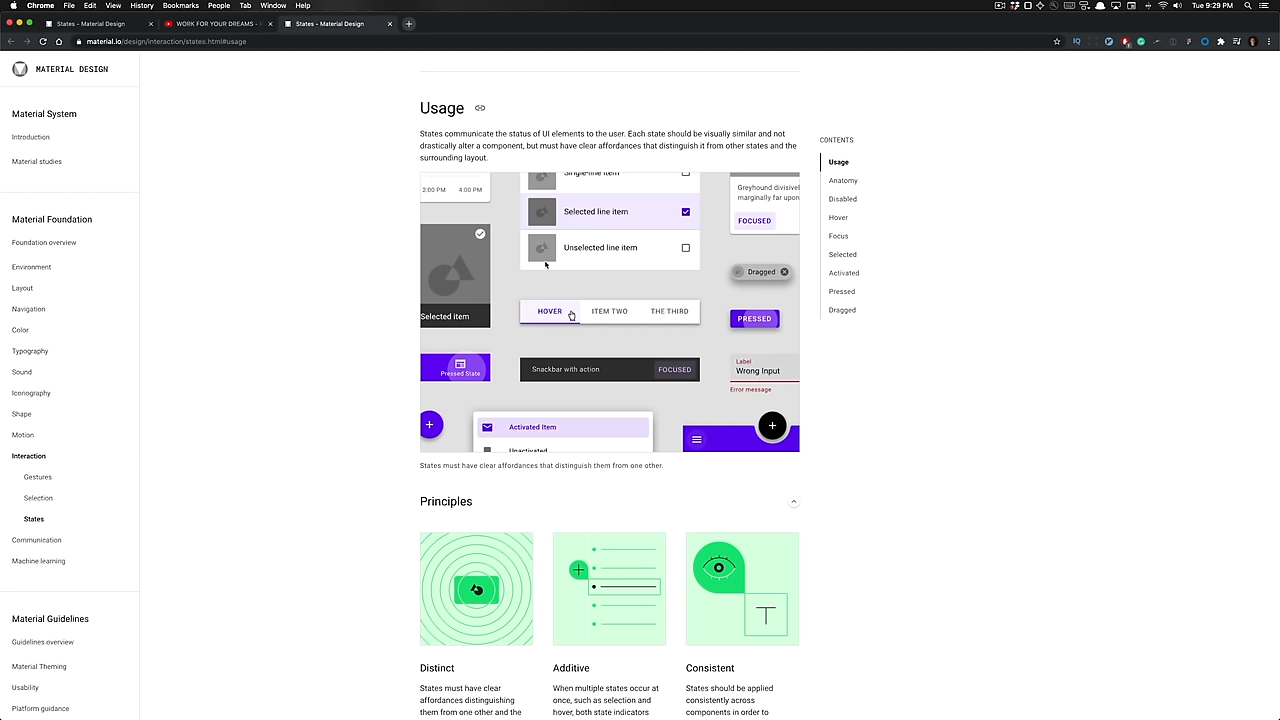 Chrome File Edit View History Bookmarks People Tab Window Help
Tue 9:29 PM
States - Material Design
WORK FOR YOUR DREAMS -
States - Material Design
material.io/design/interaction/states.html#usage
MATERIAL DESIGN
Material System
Introduction
Material studies
Material Foundation
Foundation overview
Environment
Layout
Navigation
Color
Typography
Sound
Iconography
Shape
Motion
Interaction
Gestures
Selection
States
Communication
Machine learning
Material Guidelines
Guidelines overview
Material Theming
Usability
Platform guidance
Usage
States communicate the status of UI elements to the user. Each state should be visually similar and not
drastically alter a component, but must have clear affordances that distinguish it from other states and the
surrounding layout.
2:00 PM 4:00 PM
Single-line item
Selected line item
Unselected line item
Greyhound divisivel
marginally far upon
FOCUSED
Dragged
Selected item
HOVER ITEM TWO THE THIRD
PRESSED
Pressed State
Snackbar with action FOCUSED
Label
Wrong Input
Error message
Activated Item
Unactivated
States must have clear affordances that distinguish them from one other.
Principles
Distinct
States must have clear
affordances distinguishing
them from one other and the
Additive
When multiple states occur at
once, such as selection and
hover, both state indicators
Consistent
States should be applied
consistently across
components in order to
CONTENTS
Usage
Anatomy
Disabled
Hover
Focus
Selected
Activated
Pressed
Dragged